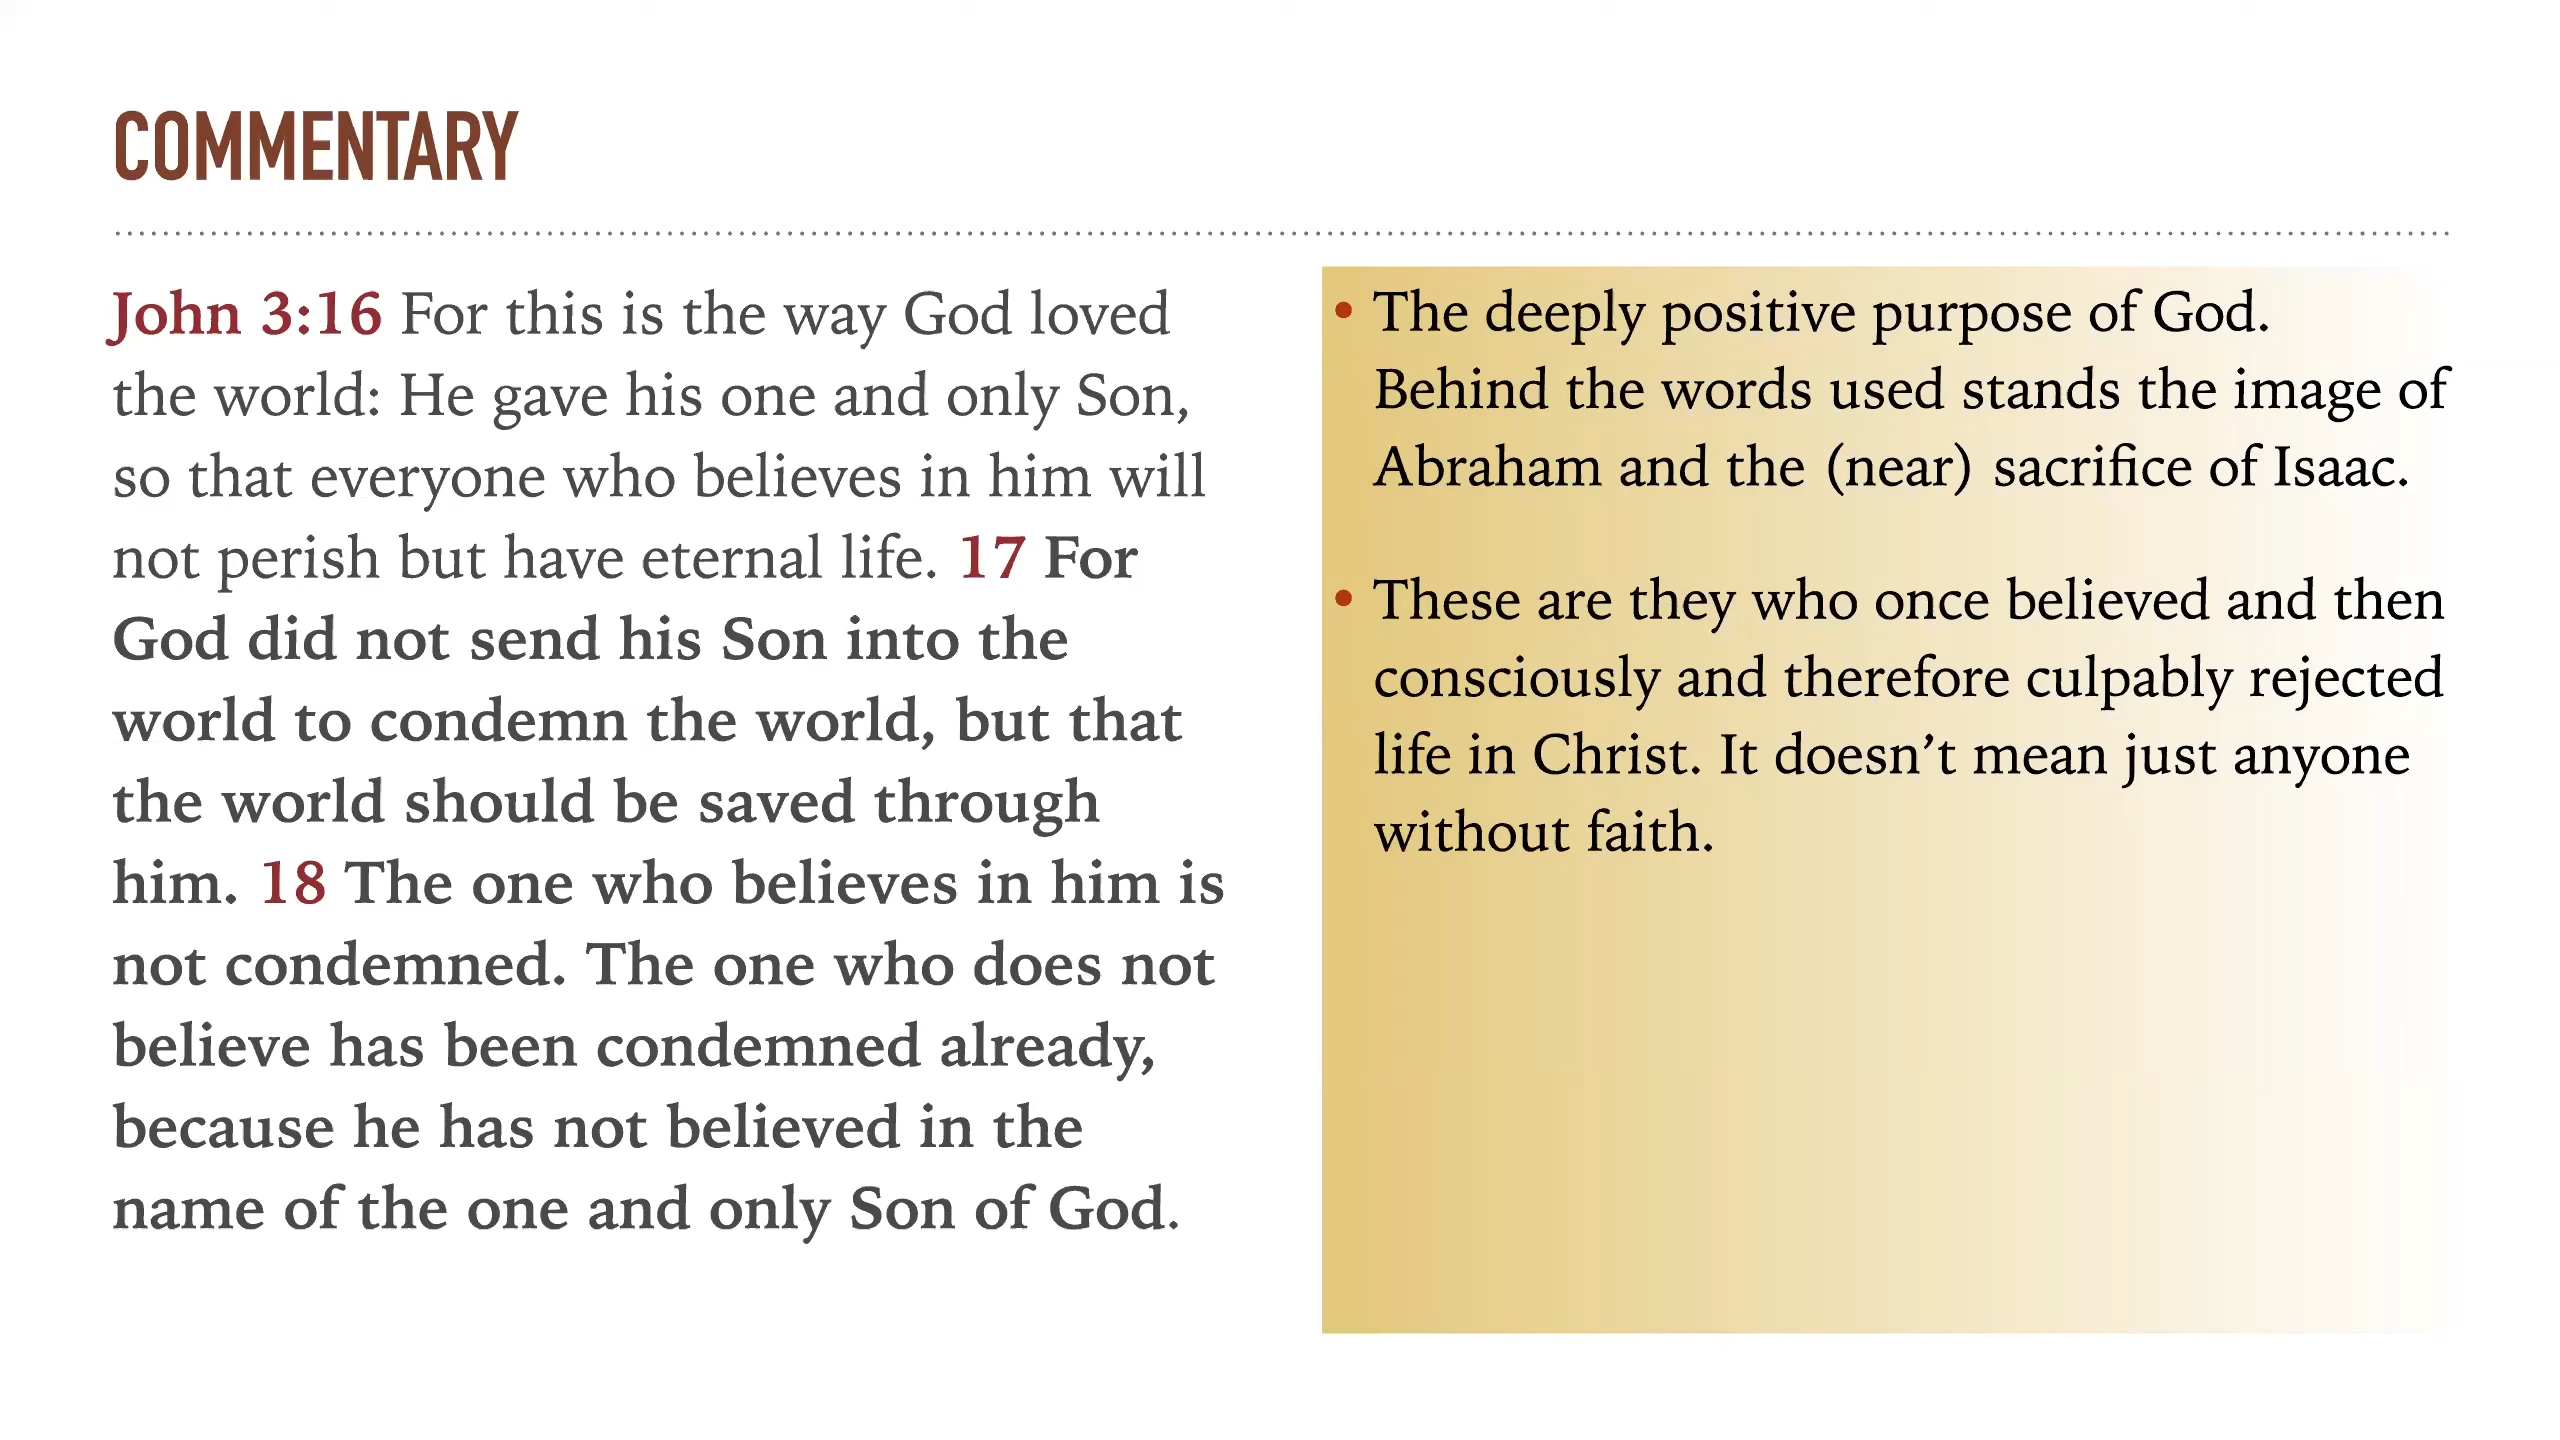 COMMENTARY
John 3:16 For this is the way God loved
the world: He gave his one and only Son,
so that everyone who believes in him will
not perish but have eternal life. 17 For
God did not send his Son into the
world to condemn the world, but that
the world should be saved through
him. 18 The one who believes in him is
not condemned. The one who does not
believe has been condemned already,
because he has not believed in the
name of the one and only Son of God.
• The deeply positive purpose of God.
Behind the words used stands the image of
Abraham and the (near) sacrifice of Isaac.
• These are they who once believed and then
consciously and therefore culpably rejected
life in Christ. It doesn’t mean just anyone
without faith.